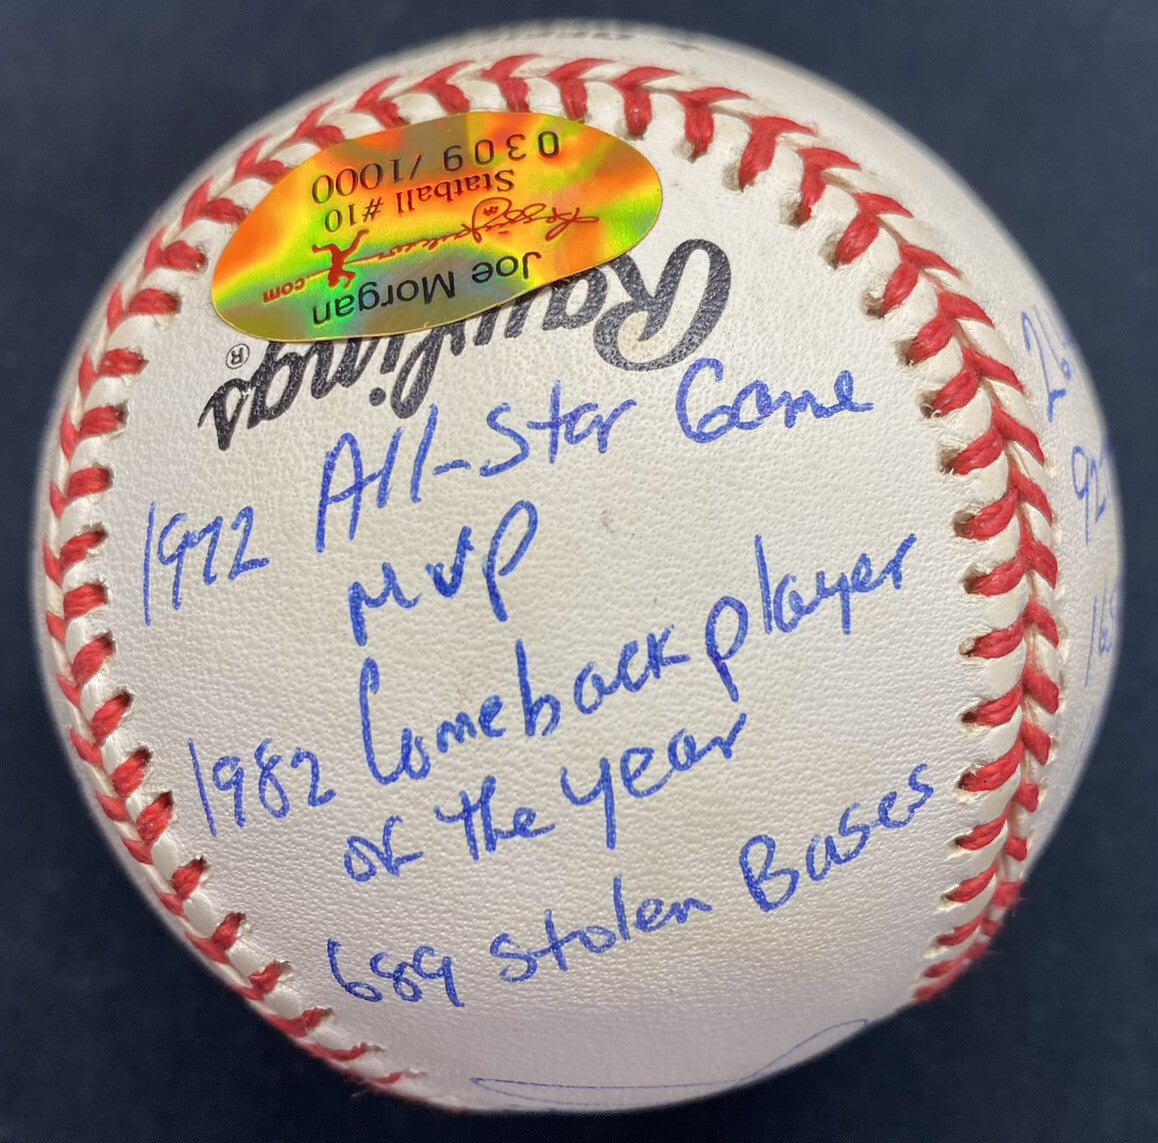 0309/1000
Statball #10
.com
Joe Morgan
Rawlings®
1972 All-Star Game
MVP
1982 Comeback player
of the year
689 stolen Bases